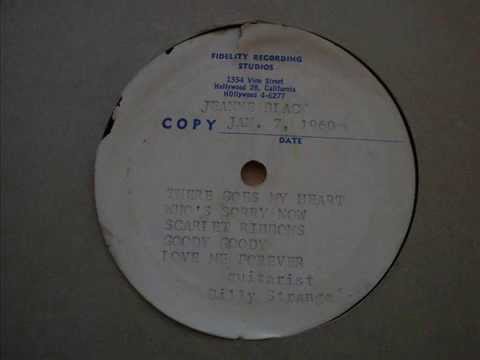 FIDELITY RECORDING
STUDIOS
1334 Vine Street
Hollywood 28, California
HOllywood 4-6277
JEANNE BLACK
COPY JAN. 7, 1960
DATE
THERE GOES MY HEART
WHO'S SORRY NOW
SCARLET RIBBONS
GOODY GOODY
LOVE ME FOREVER
guitarist
Billy Strange